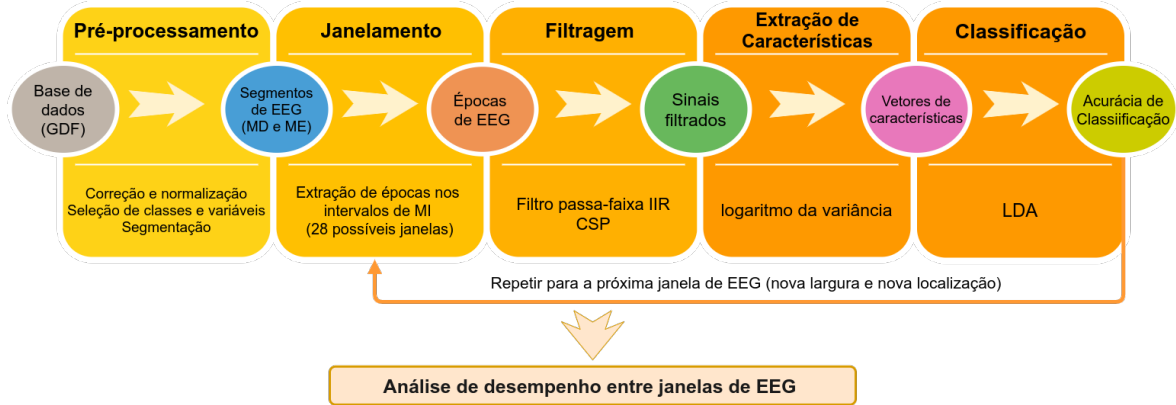 Pré-processamento
Janelamento
Filtragem
Extração de
Características
Classificação
Base de
dados
(GDF)
Segmentos
de EEG
(MD e ME)
Épocas
de EEG
Sinais
filtrados
Vetores de
características
Acurácia de
Classiificação
Correção e normalização
Seleção de classes e variáveis
Segmentação
Extração de épocas nos
intervalos de MI
(28 possíveis janelas)
Filtro passa-faixa IIR
CSP
logaritmo da variância
LDA
Repetir para a próxima janela de EEG (nova largura e nova localização)
Análise de desempenho entre janelas de EEG